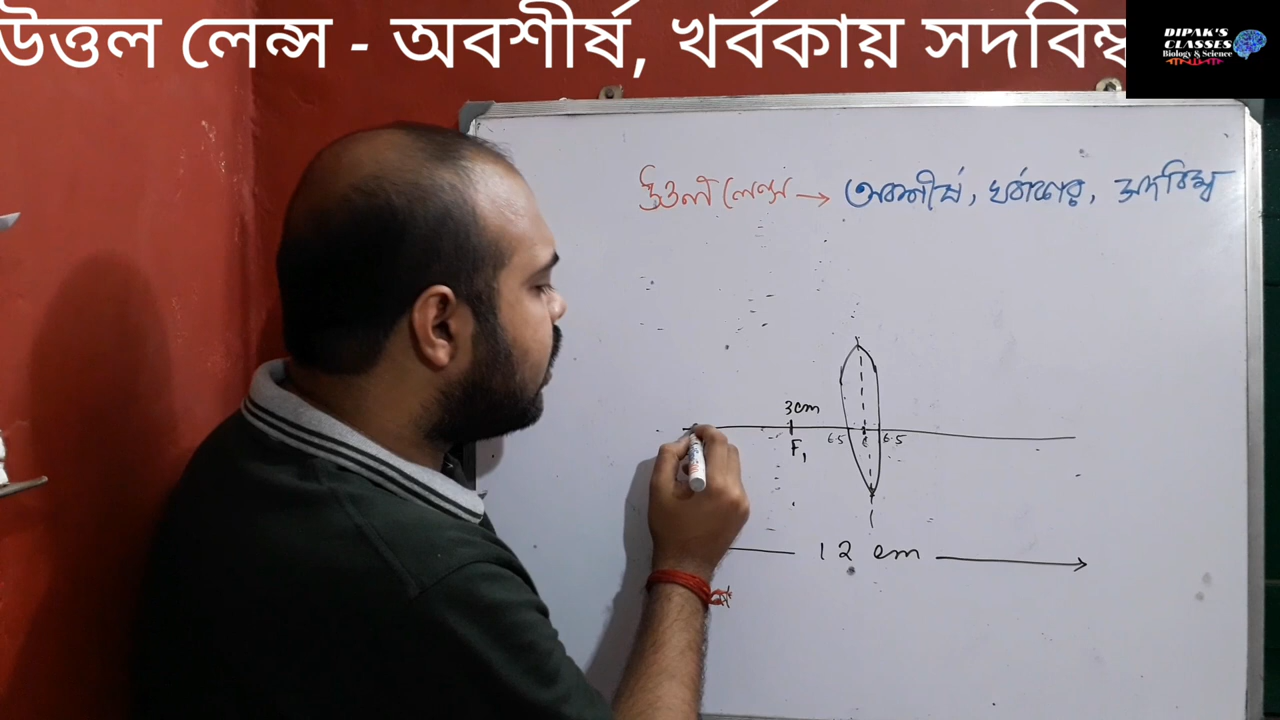 উত্তল লেন্স - অবশীর্ষ, খর্বকায় সদবিম্ব
DIPAK'S
CLASSES
Biology & Science
উত্তল লেন্স → অবশীর্ষ, খর্বাকার, সদবিম্ব
3cm
6.5 6.5
F₁
12 cm